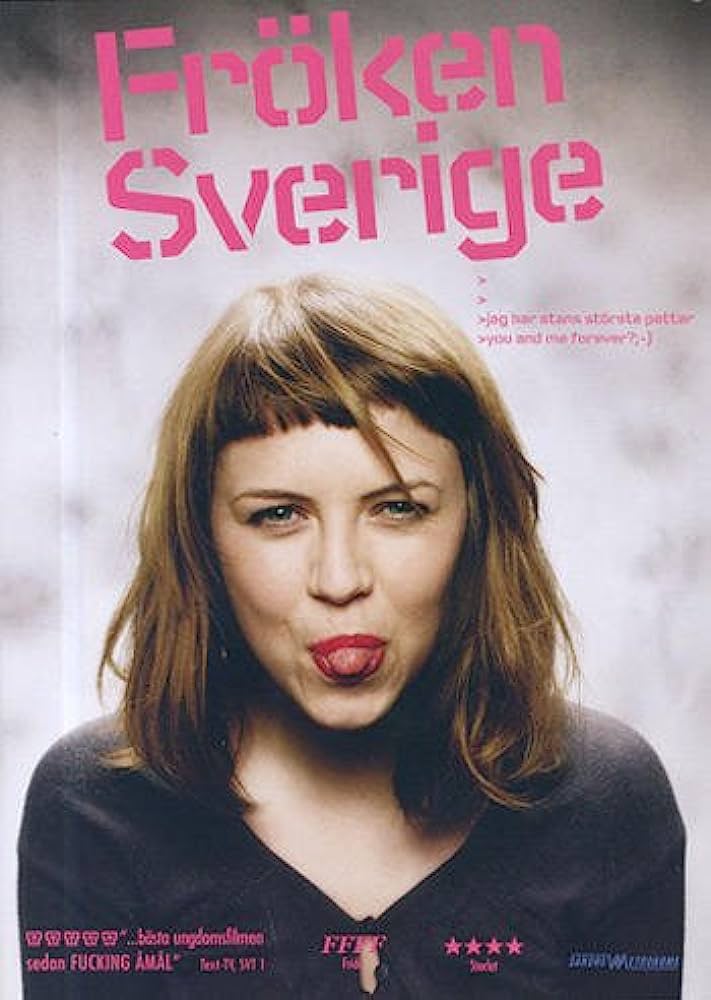 Fröken
Sverige
>
>
>jag har stans största pattar
>you and me forever?;-)
"...bästa ungdomsfilmen
sedan FUCKING ÅMÅL" Text-TV, SVT 1
FFFF
★★★★